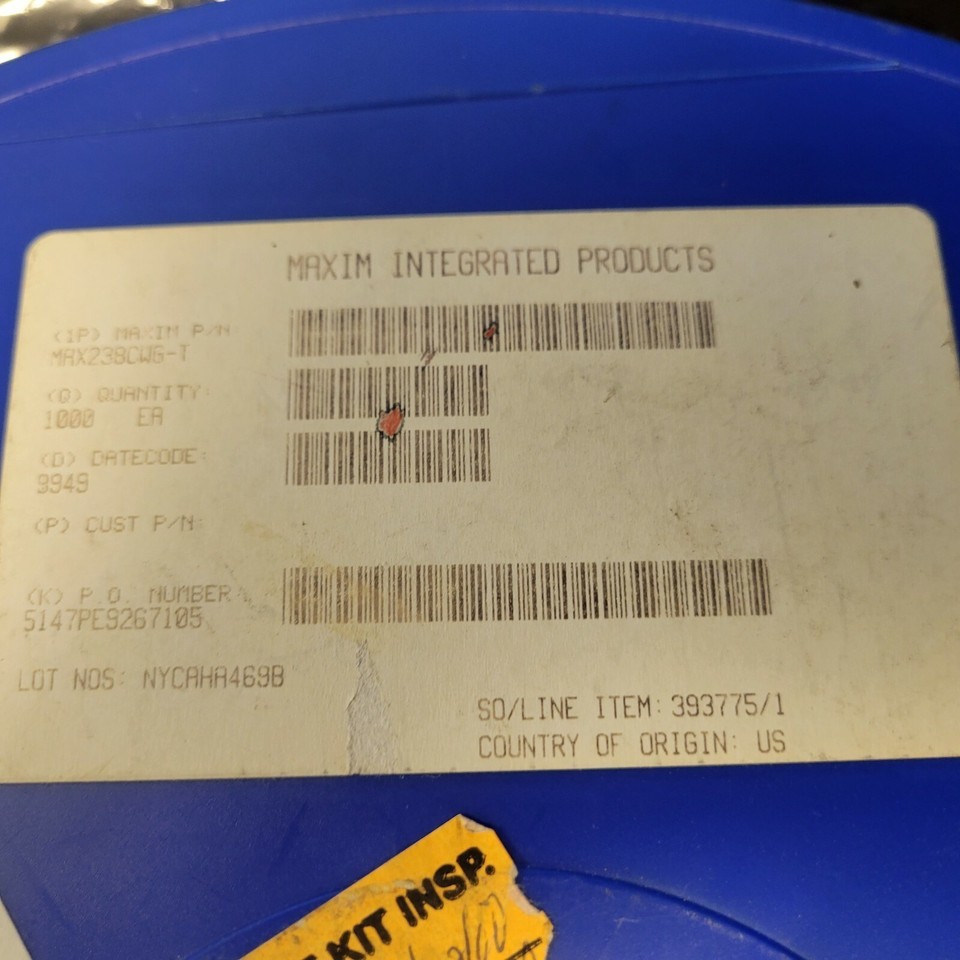 MAXIM INTEGRATED PRODUCTS
(1P) MAXIM P/N
MAX238CWG-T
(Q) QUANTITY:
1000 EA
(D) DATECODE:
9949
(P) CUST P/N:
(K) P.O. NUMBER:
5147PE9267105
LOT NOS: NYCAHA469B
SO/LINE ITEM: 393775/1
COUNTRY OF ORIGIN: US
KIT INSP.